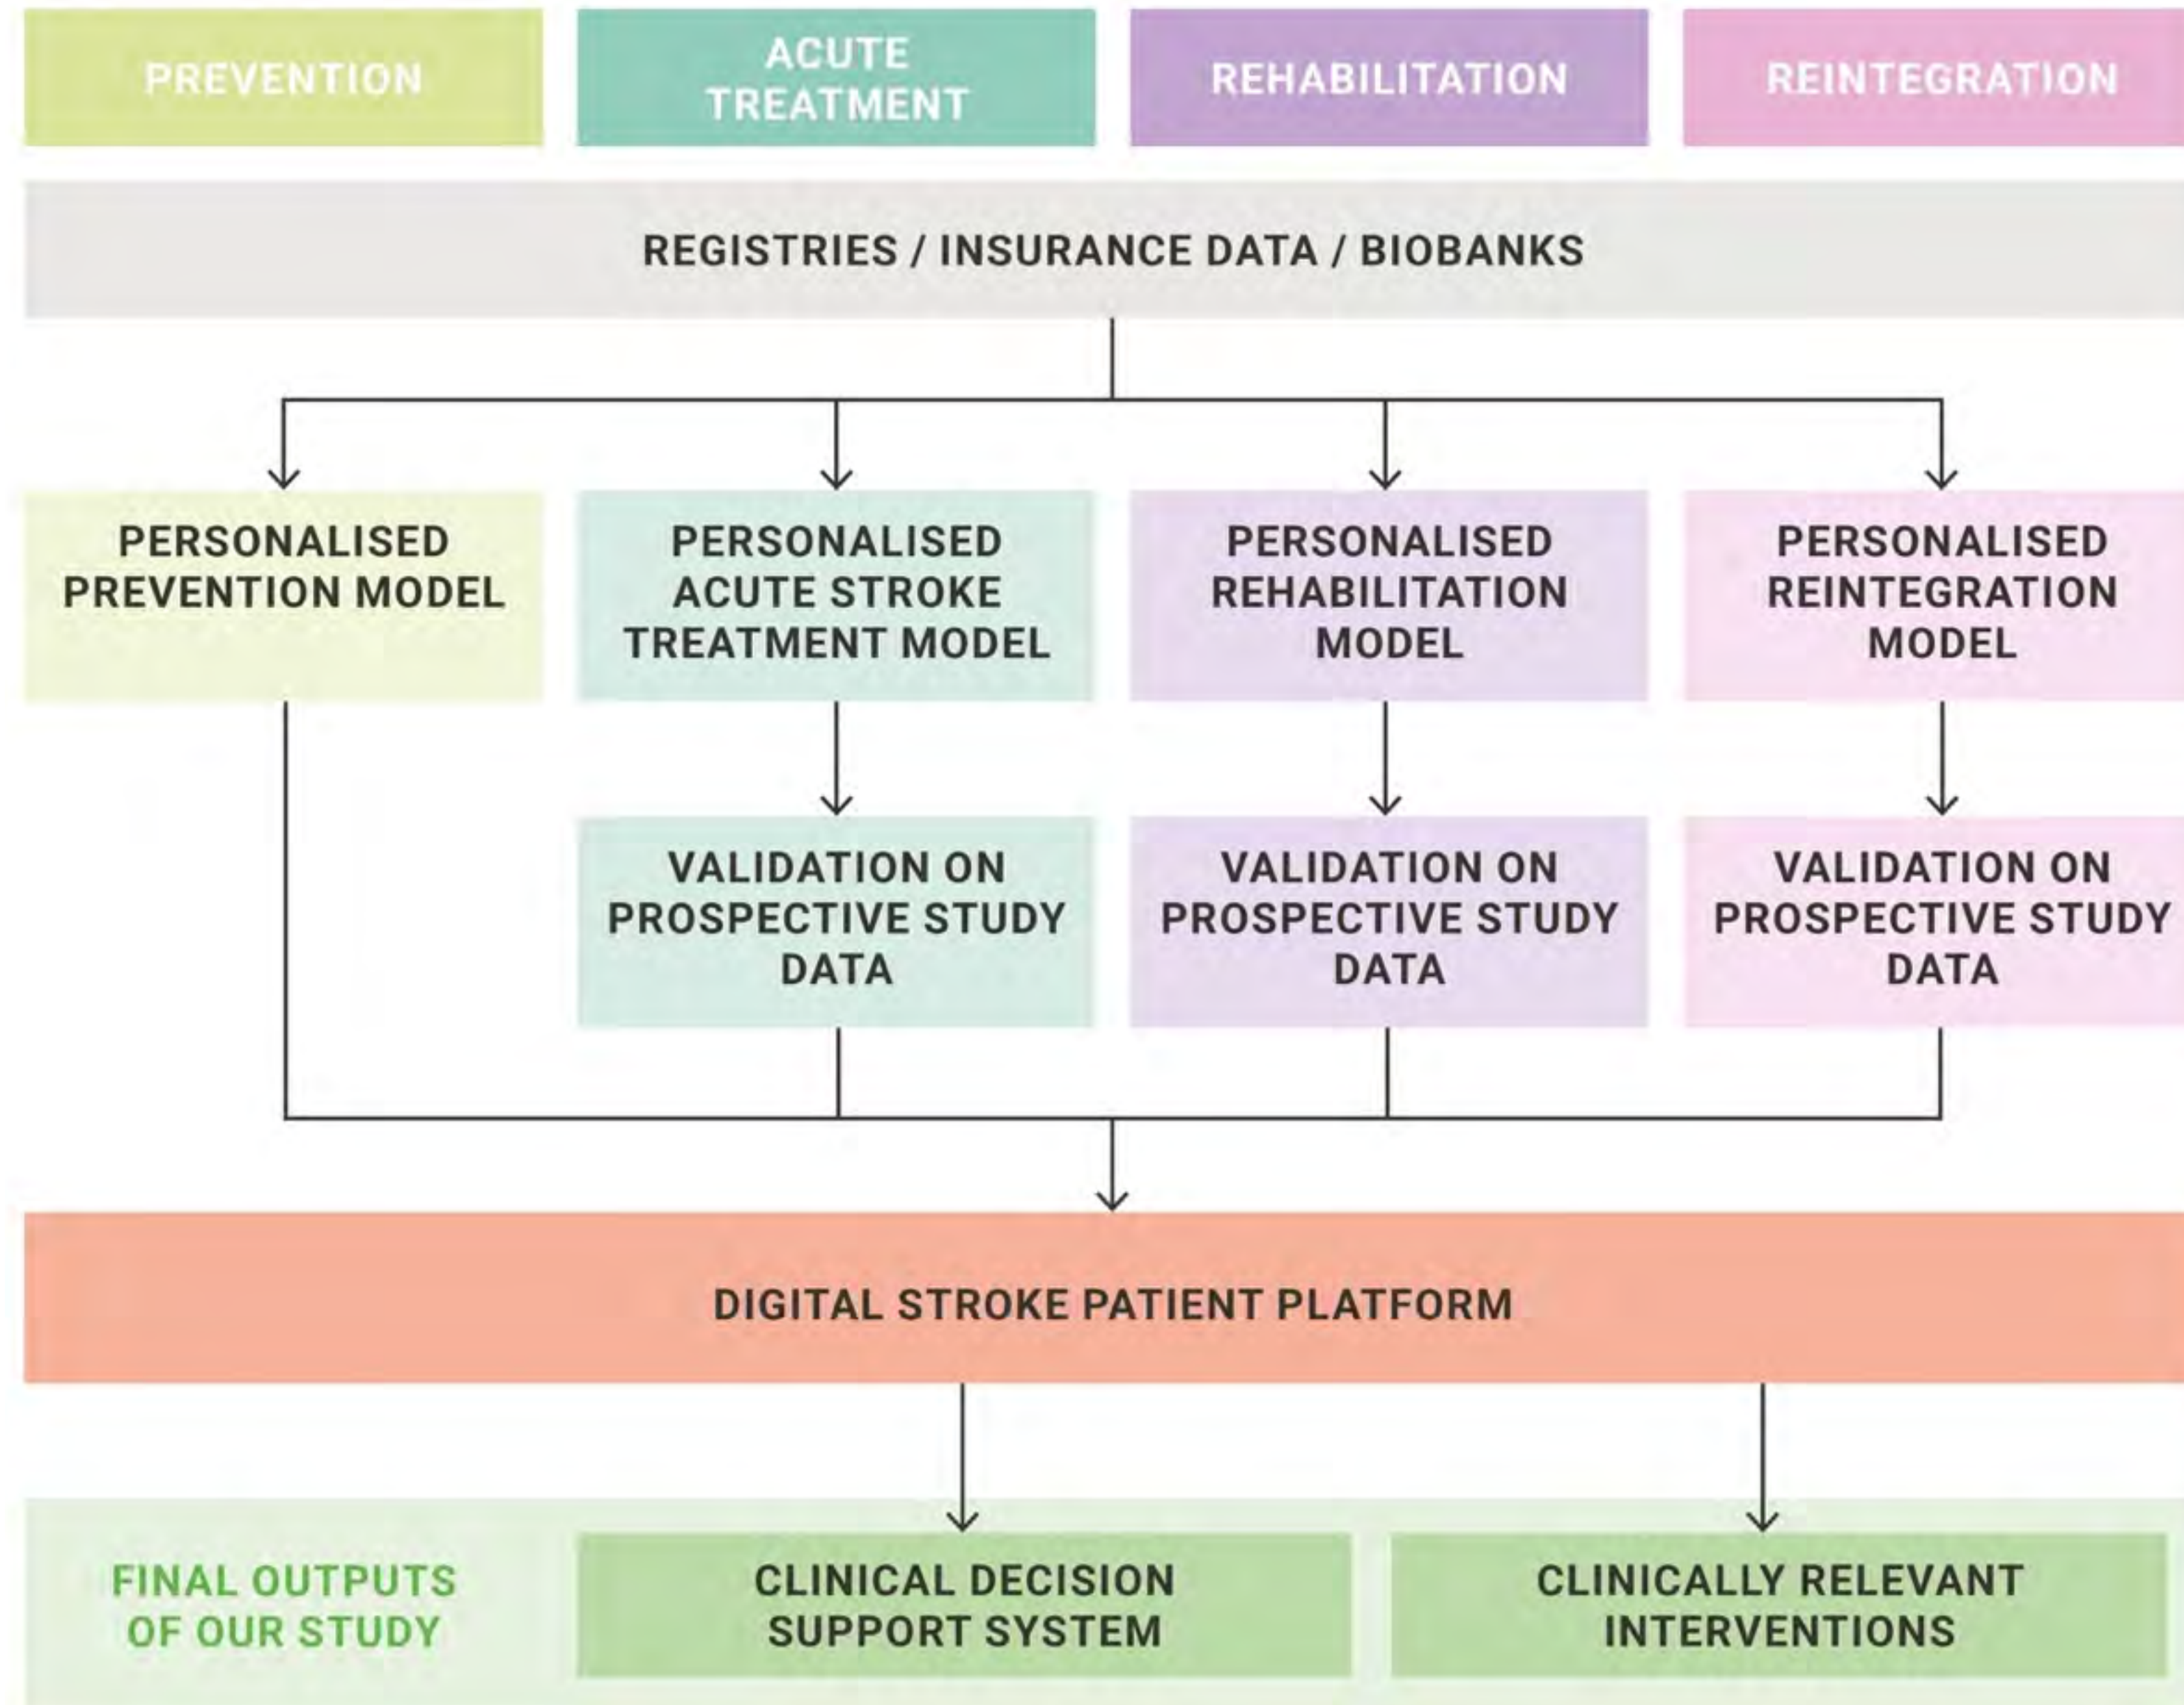 PREVENTION
ACUTE
TREATMENT
REHABILITATION
REINTEGRATION
REGISTRIES / INSURANCE DATA / BIOBANKS
PERSONALISED
PREVENTION MODEL
PERSONALISED
ACUTE STROKE
TREATMENT MODEL
PERSONALISED
REHABILITATION
MODEL
PERSONALISED
REINTEGRATION
MODEL
VALIDATION ON
PROSPECTIVE STUDY
DATA
VALIDATION ON
PROSPECTIVE STUDY
DATA
VALIDATION ON
PROSPECTIVE STUDY
DATA
DIGITAL STROKE PATIENT PLATFORM
FINAL OUTPUTS
OF OUR STUDY
CLINICAL DECISION
SUPPORT SYSTEM
CLINICALLY RELEVANT
INTERVENTIONS